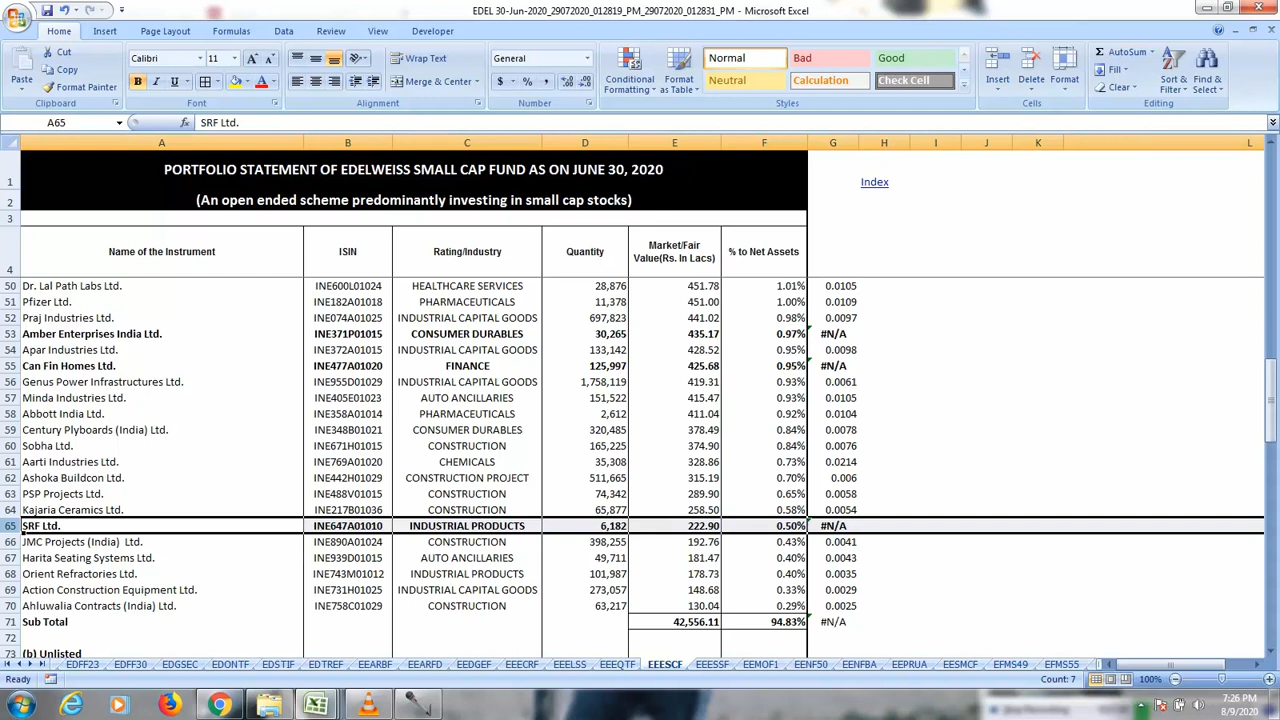 EDEL 30-Jun-2020_29072020_012819_PM_29072020_012831_PM - Microsoft Excel
Home Insert Page Layout Formulas Data Review View Developer
Paste
Cut
Copy
Format Painter
Clipboard
Calibri 11
B I U
Font
Wrap Text
Merge & Center
Alignment
General
$ % ,
Number
Conditional Formatting
Format as Table
Normal Bad Good
Neutral Calculation Check Cell
Styles
Insert Delete Format
Cells
AutoSum
Fill
Clear
Sort & Filter
Find & Select
Editing
A65 fx SRF Ltd.
A B C D E F G H I J K L
1 PORTFOLIO STATEMENT OF EDELWEISS SMALL CAP FUND AS ON JUNE 30, 2020 Index
2 (An open ended scheme predominantly investing in small cap stocks)
3
4 Name of the Instrument ISIN Rating/Industry Quantity Market/Fair Value(Rs. In Lacs) % to Net Assets
50 Dr. Lal Path Labs Ltd. INE600L01024 HEALTHCARE SERVICES 28,876 451.78 1.01% 0.0105
51 Pfizer Ltd. INE182A01018 PHARMACEUTICALS 11,378 451.00 1.00% 0.0109
52 Praj Industries Ltd. INE074A01025 INDUSTRIAL CAPITAL GOODS 697,823 441.02 0.98% 0.0097
53 Amber Enterprises India Ltd. INE371P01015 CONSUMER DURABLES 30,265 435.17 0.97% #N/A
54 Apar Industries Ltd. INE372A01015 INDUSTRIAL CAPITAL GOODS 133,142 428.52 0.95% 0.0098
55 Can Fin Homes Ltd. INE477A01020 FINANCE 125,997 425.68 0.95% #N/A
56 Genus Power Infrastructures Ltd. INE955D01029 INDUSTRIAL CAPITAL GOODS 1,758,119 419.31 0.93% 0.0061
57 Minda Industries Ltd. INE405E01023 AUTO ANCILLARIES 151,522 415.47 0.93% 0.0105
58 Abbott India Ltd. INE358A01014 PHARMACEUTICALS 2,612 411.04 0.92% 0.0104
59 Century Plyboards (India) Ltd. INE348B01021 CONSUMER DURABLES 320,485 378.49 0.84% 0.0078
60 Sobha Ltd. INE671H01015 CONSTRUCTION 165,225 374.90 0.84% 0.0076
61 Aarti Industries Ltd. INE769A01020 CHEMICALS 35,308 328.86 0.73% 0.0214
62 Ashoka Buildcon Ltd. INE442H01029 CONSTRUCTION PROJECT 511,665 315.19 0.70% 0.006
63 PSP Projects Ltd. INE488V01015 CONSTRUCTION 74,342 289.90 0.65% 0.0058
64 Kajaria Ceramics Ltd. INE217B01036 CONSTRUCTION 65,877 258.50 0.58% 0.0054
65 SRF Ltd. INE647A01010 INDUSTRIAL PRODUCTS 6,182 222.90 0.50% #N/A
66 JMC Projects (India) Ltd. INE890A01024 CONSTRUCTION 398,255 192.76 0.43% 0.0041
67 Harita Seating Systems Ltd. INE939D01015 AUTO ANCILLARIES 49,711 181.47 0.40% 0.0043
68 Orient Refractories Ltd. INE743M01012 INDUSTRIAL PRODUCTS 101,987 178.73 0.40% 0.0035
69 Action Construction Equipment Ltd. INE731H01025 INDUSTRIAL CAPITAL GOODS 273,057 148.68 0.33% 0.0029
70 Ahluwalia Contracts (India) Ltd. INE758C01029 CONSTRUCTION 63,217 130.04 0.29% 0.0025
71 Sub Total 42,556.11 94.83% #N/A
72
73 (b) Unlisted
EDFF23 EDFF30 EDGSEC EDONTF EDSTIF EDTREF EEARBF EEARFD EEDGEF EEECRF EEELSS EEEQTF EEESCF EEESSF EEMOF1 EENF50 EENFBA EEPRUA EESMCF EFMS49 EFMS55
Ready Count: 7 100%
7:26 PM
8/9/2020